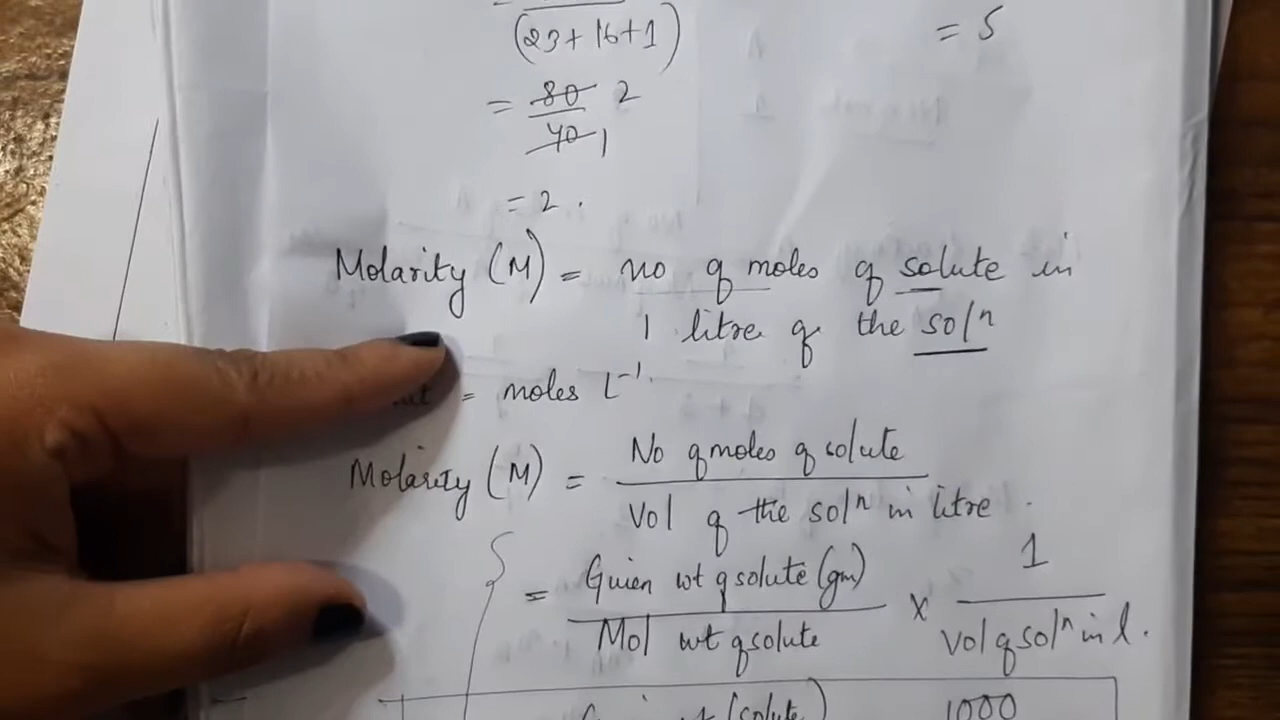 (23+16+1)
= 5
= 80 2
40 1
= 2 .
Molarity (M) = no of moles of solute in
1 litre of the solⁿ
= moles L⁻¹.
Molarity (M) = No of moles of solute
Vol of the solⁿ in litre .
= Given wt of solute (gm) × 1
Mol wt of solute Vol of solⁿ in l.
(solute) 1000